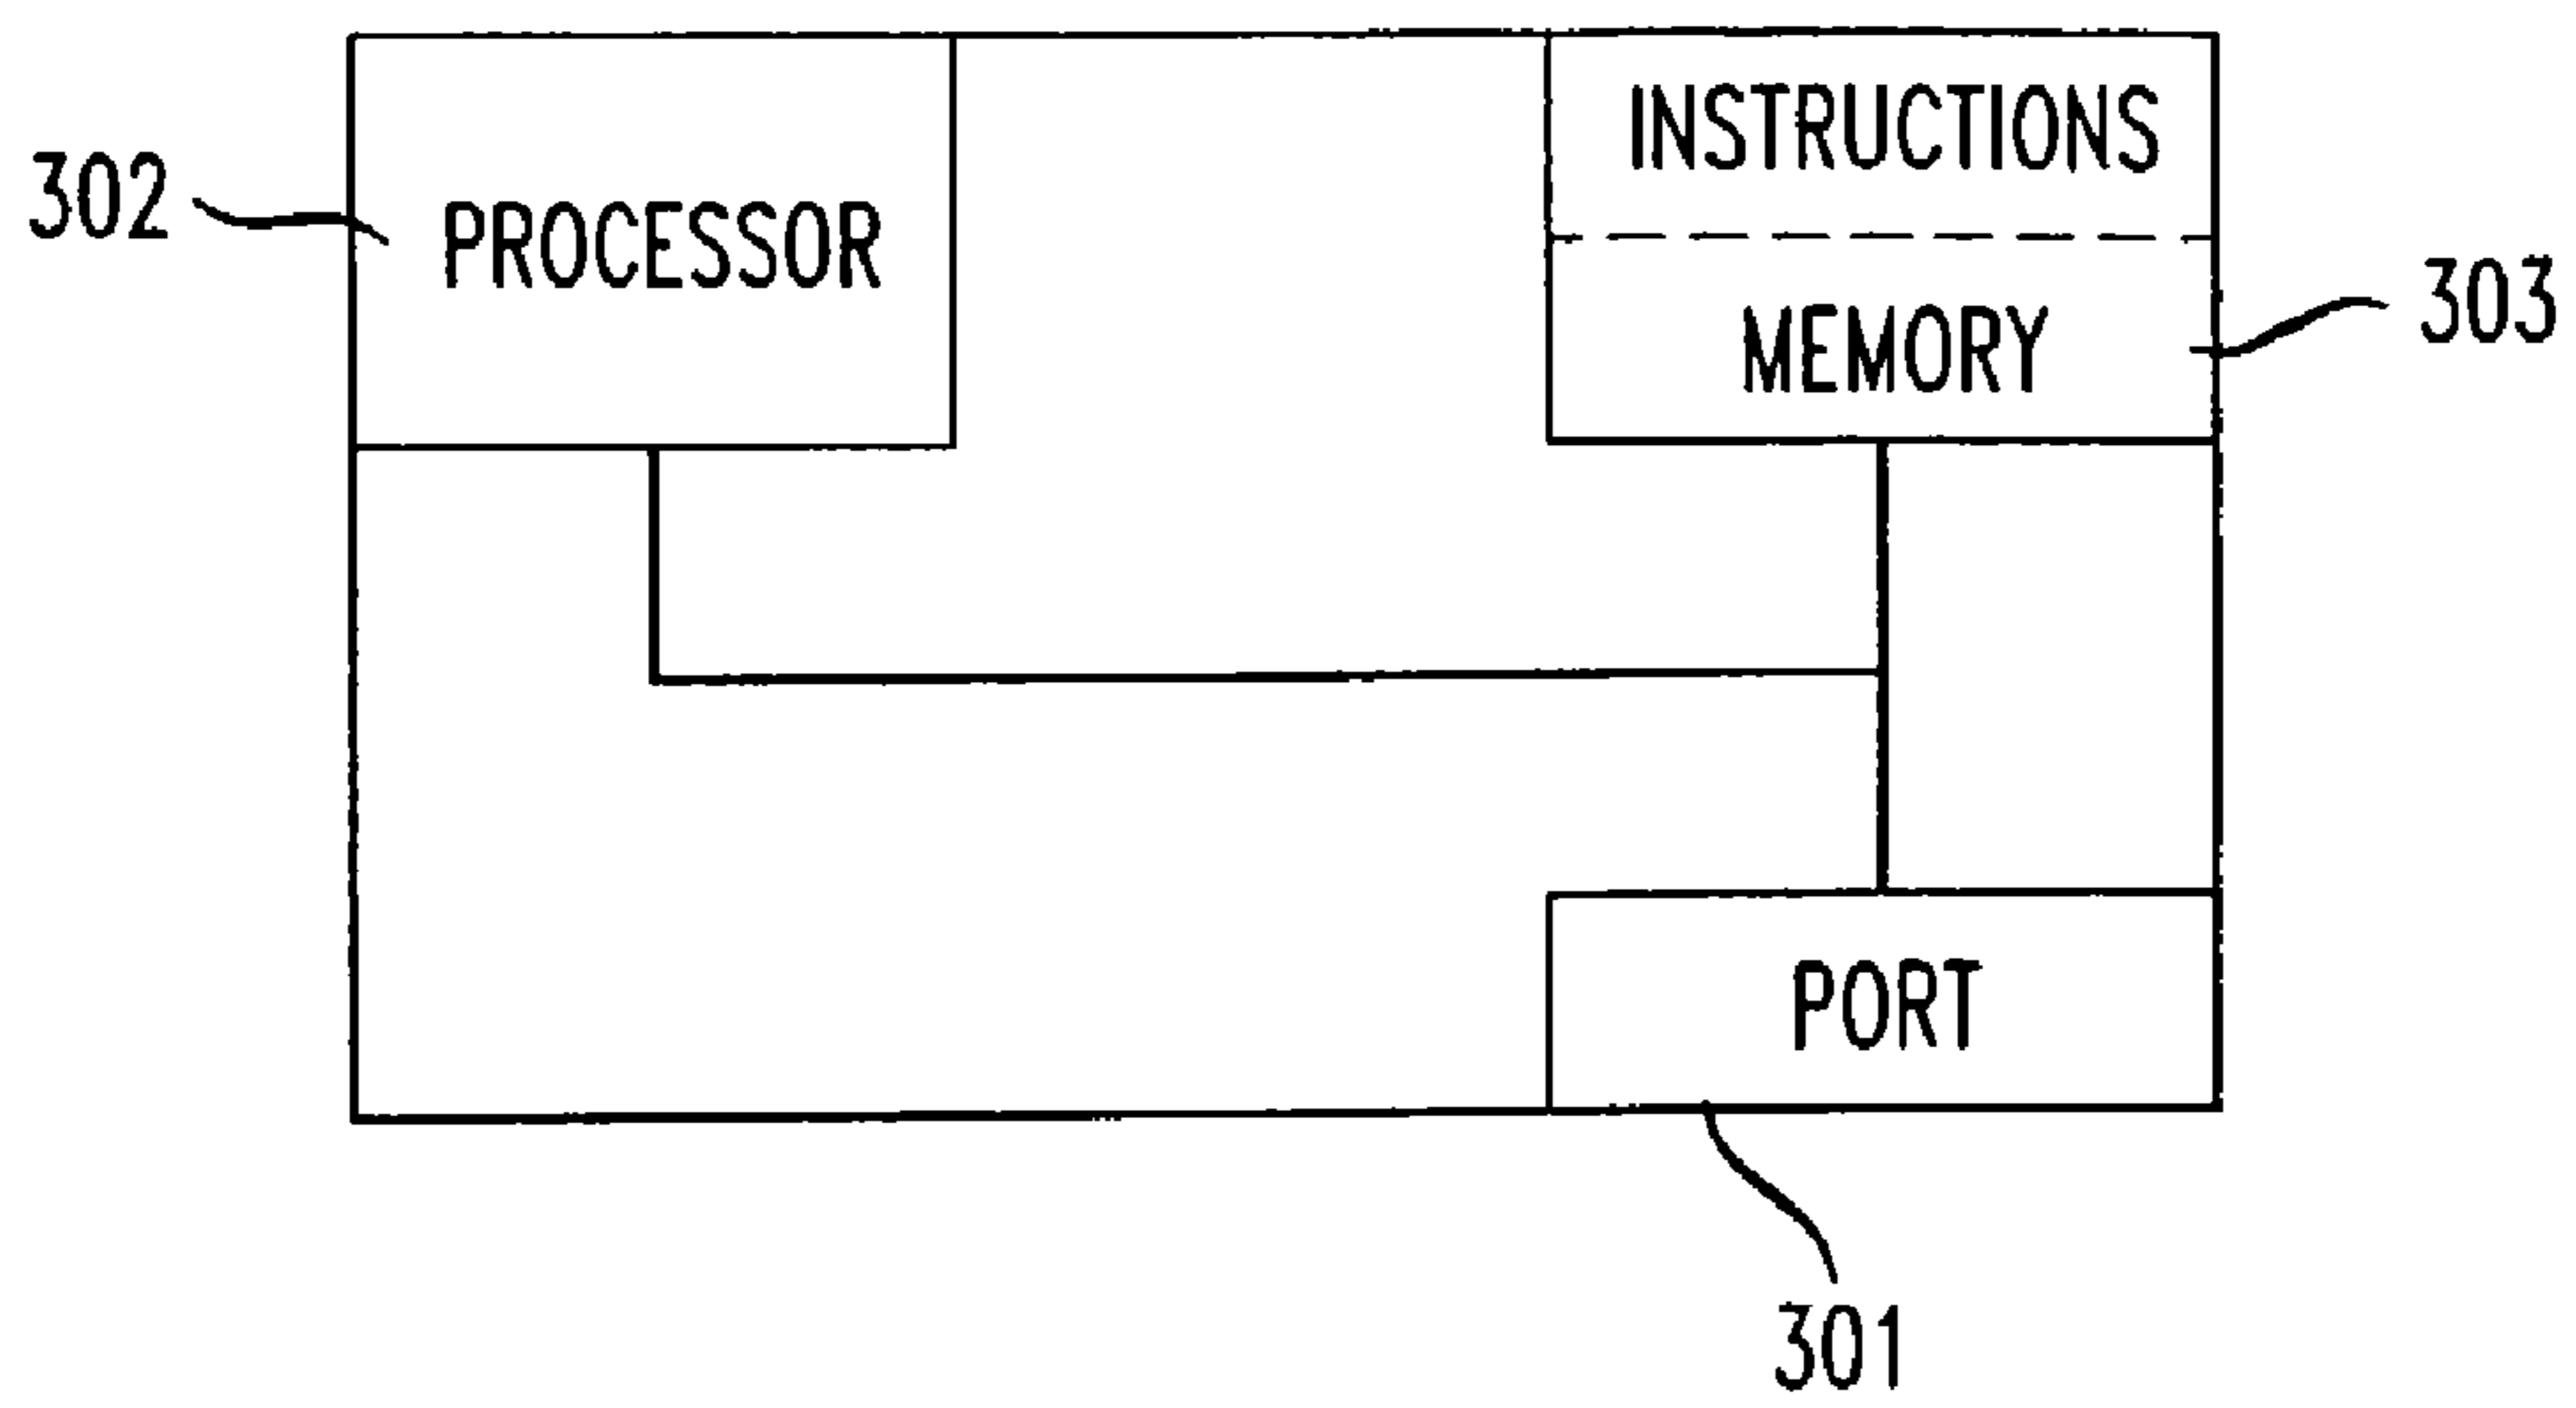 INSTRUCTIONS
302
PROCESSOR
MEMORY
303
PORT
301